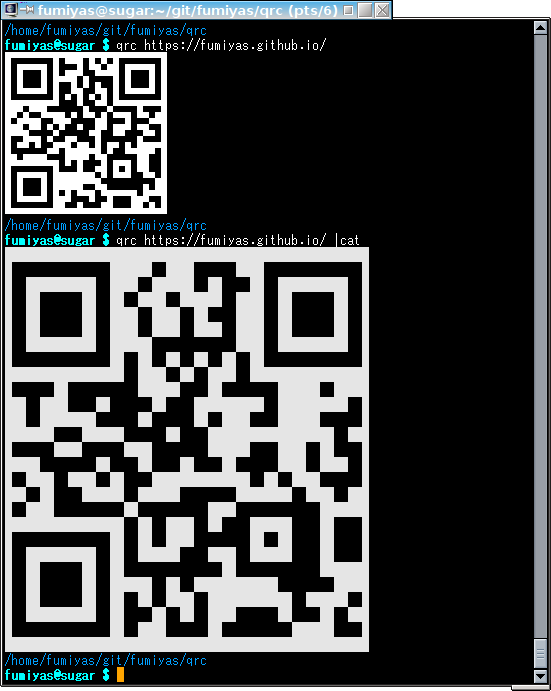 fumiyas@sugar:~/git/fumiyas/qrc (pts/6)
/home/fumiyas/git/fumiyas/qrc
fumiyas@sugar $ qrc https://fumiyas.github.io/
/home/fumiyas/git/fumiyas/qrc
fumiyas@sugar $ qrc https://fumiyas.github.io/ |cat
/home/fumiyas/git/fumiyas/qrc
fumiyas@sugar $